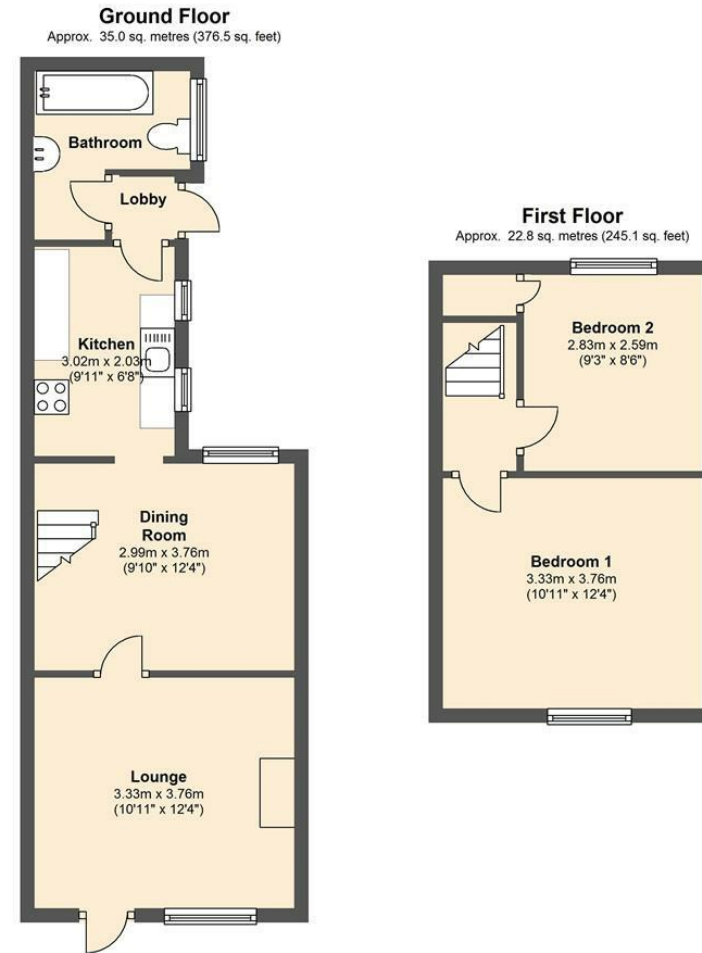 Ground Floor
Approx. 35.0 sq. metres (376.5 sq. feet)
Bathroom
Lobby
Kitchen
3.02m x 2.03m
(9'11" x 6'8")
Dining
Room
2.99m x 3.76m
(9'10" x 12'4")
Lounge
3.33m x 3.76m
(10'11" x 12'4")
First Floor
Approx. 22.8 sq. metres (245.1 sq. feet)
Bedroom 2
2.83m x 2.59m
(9'3" x 8'6")
Bedroom 1
3.33m x 3.76m
(10'11" x 12'4")